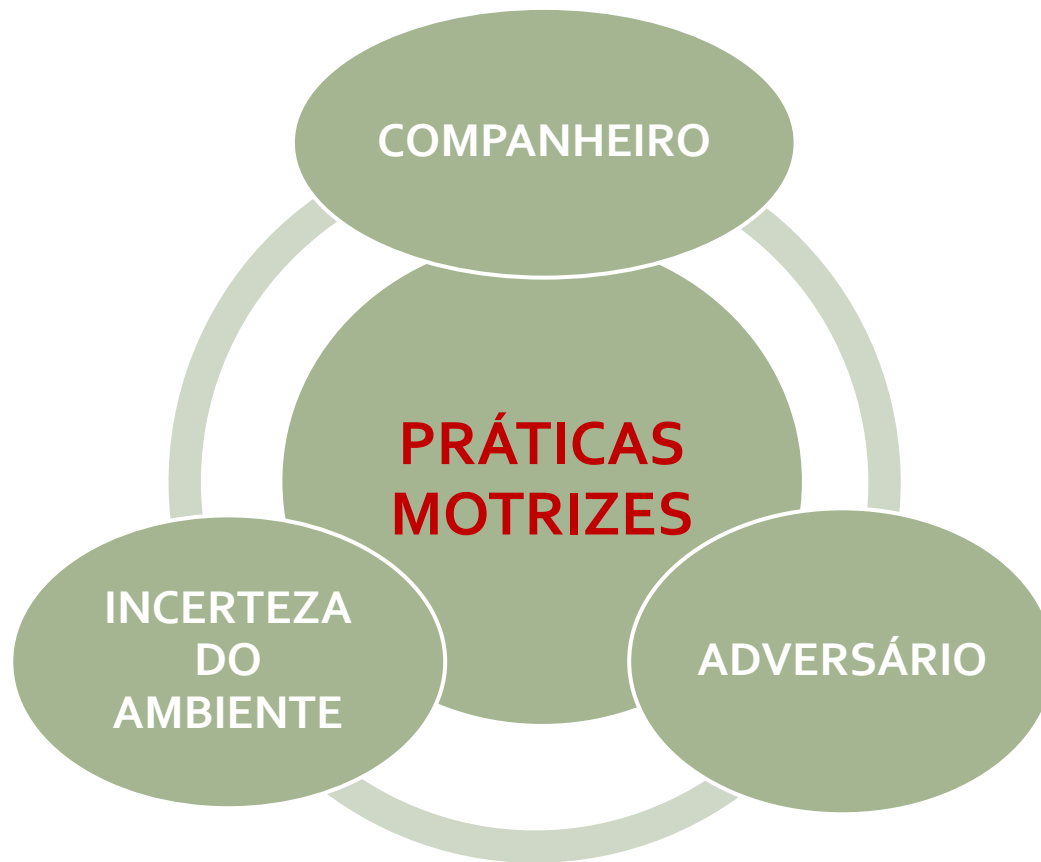 COMPANHEIRO
PRÁTICAS
MOTRIZES
INCERTEZA
DO
AMBIENTE
ADVERSÁRIO